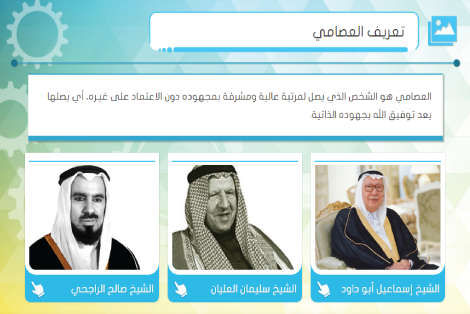 تعريف العصامي
العصامي هو الشخص الذي يصل لمرتبة عالية ومشرفة بمجهوده دون الاعتماد على غيره، أي يصلها
بعد توفيق الله بجهوده الذاتية.
الشيخ إسماعيل أبو داود
الشيخ سليمان العليان
الشيخ صالح الراجحي